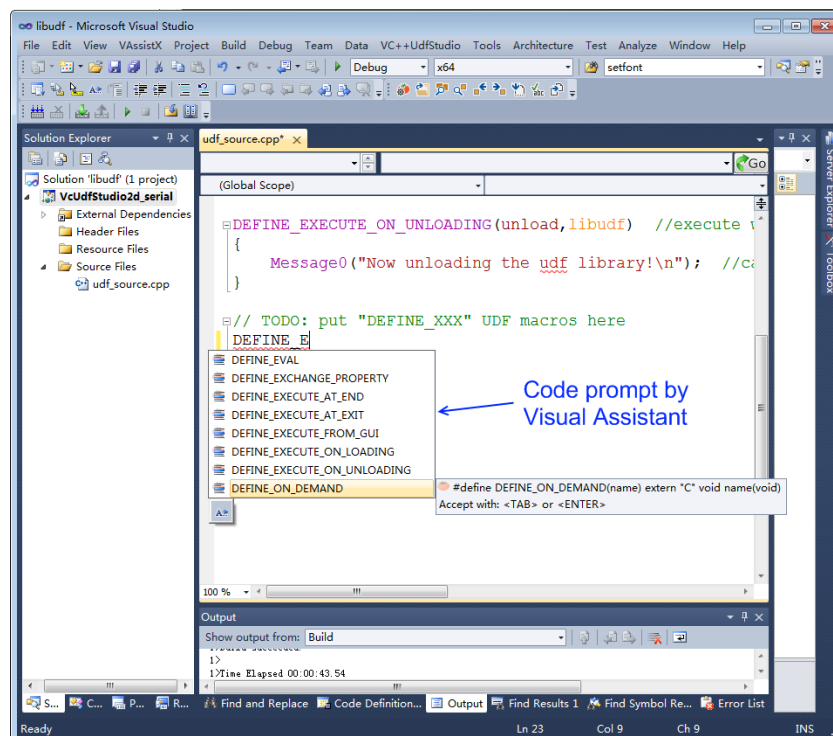 libudf - Microsoft Visual Studio
File Edit View VAssistX Project Build Debug Team Data VC++UdfStudio Tools Architecture Test Analyze Window Help
Debug x64 setfont
Solution Explorer
udf_source.cpp*
Go
(Global Scope)
Solution 'libudf' (1 project)
VcUdfStudio2d_serial
External Dependencies
Header Files
Resource Files
Source Files
udf_source.cpp
Server Explorer
Toolbox
DEFINE_EXECUTE_ON_UNLOADING(unload,libudf) //execute w
{
Message0("Now unloading the udf library!\n"); //ca
}
// TODO: put "DEFINE_XXX" UDF macros here
DEFINE_E
DEFINE_EVAL
DEFINE_EXCHANGE_PROPERTY
DEFINE_EXECUTE_AT_END
DEFINE_EXECUTE_AT_EXIT
DEFINE_EXECUTE_FROM_GUI
DEFINE_EXECUTE_ON_LOADING
DEFINE_EXECUTE_ON_UNLOADING
DEFINE_ON_DEMAND
Code prompt by
Visual Assistant
#define DEFINE_ON_DEMAND(name) extern "C" void name(void)
Accept with: <TAB> or <ENTER>
100 %
Output
Show output from: Build
1>Build succeeded
1>
1>Time Elapsed 00:00:43.54
S... C... P... R...
Find and Replace Code Definition... Output Find Results 1 Find Symbol Re... Error List
Ready Ln 23 Col 9 Ch 9 INS